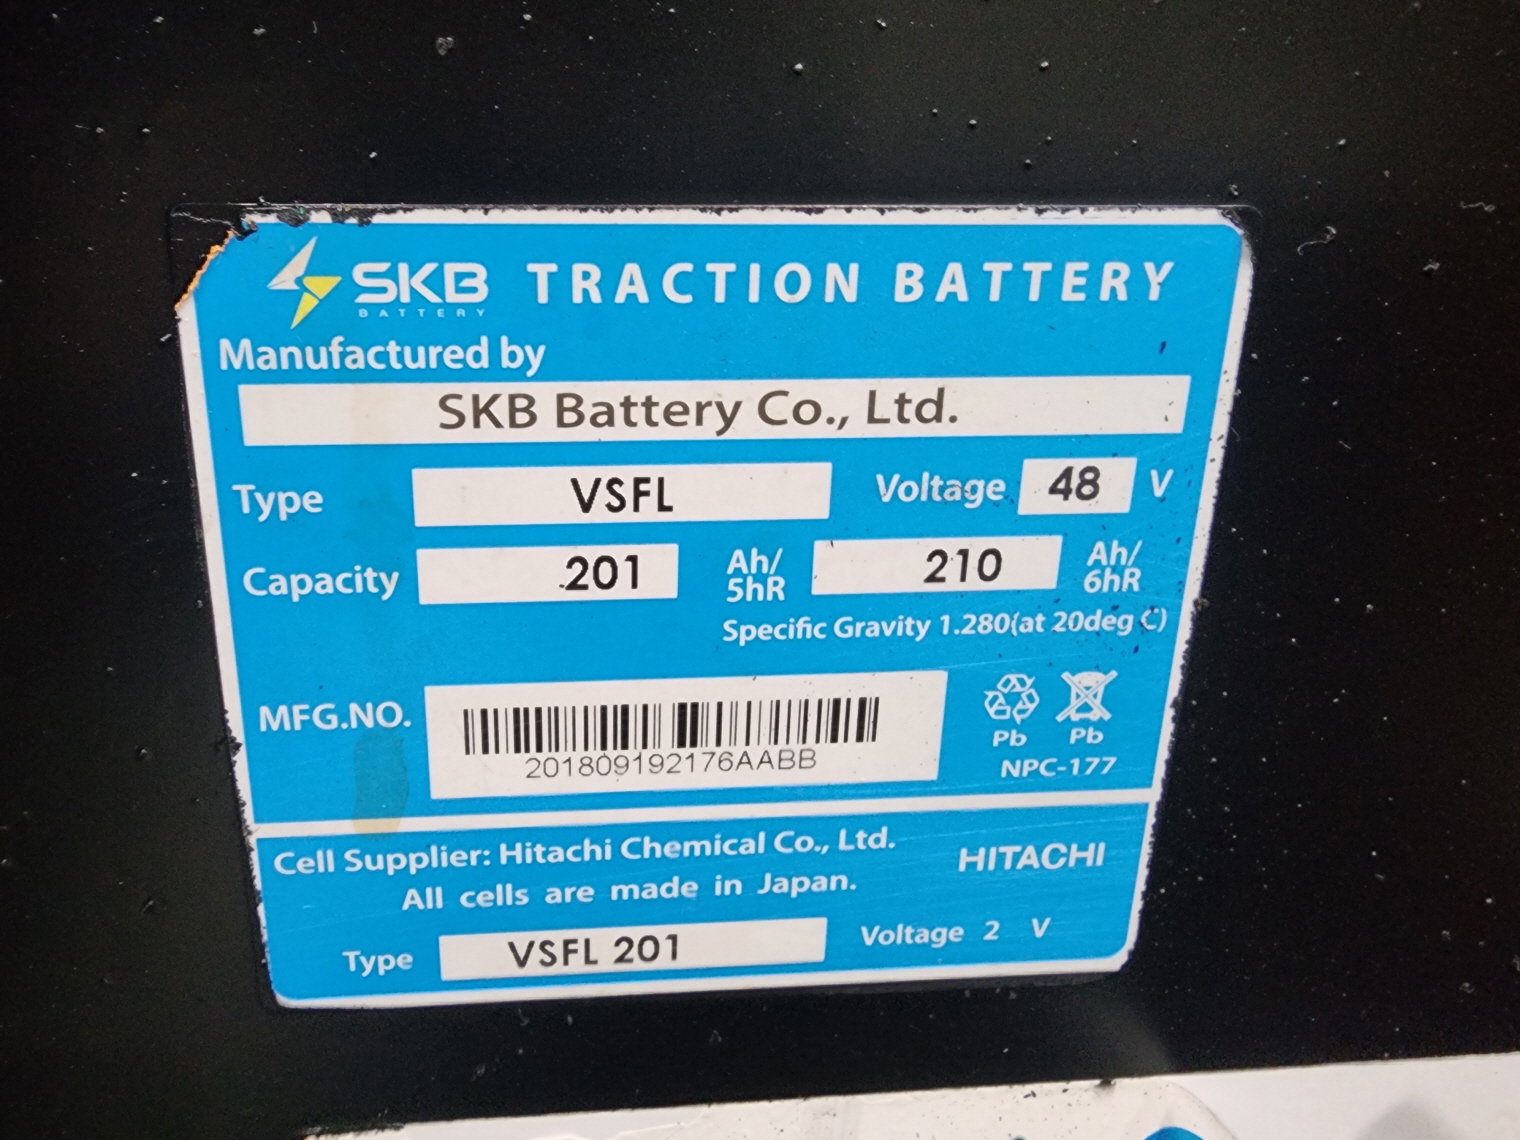 SKB TRACTION BATTERY
BATTERY
Manufactured by
SKB Battery Co., Ltd.
Type VSFL Voltage 48 V
Capacity 201 Ah/5hR 210 Ah/6hR
Specific Gravity 1.280(at 20deg C)
MFG.NO. 201809192176AABB
Pb Pb
NPC-177
Cell Supplier: Hitachi Chemical Co., Ltd. HITACHI
All cells are made in Japan.
Type VSFL 201 Voltage 2 V